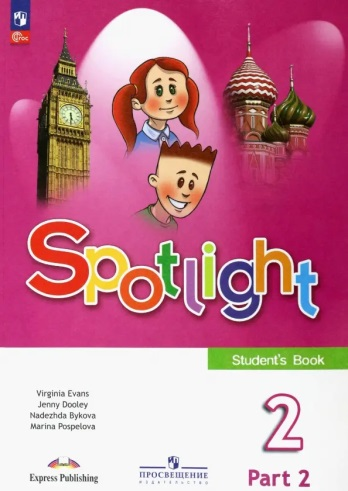 Spotlight
Student's Book
Virginia Evans
Jenny Dooley
Nadezhda Bykova
Marina Pospelova
2
Part 2
Express Publishing
ПРОСВЕЩЕНИЕ
ИЗДАТЕЛЬСТВО